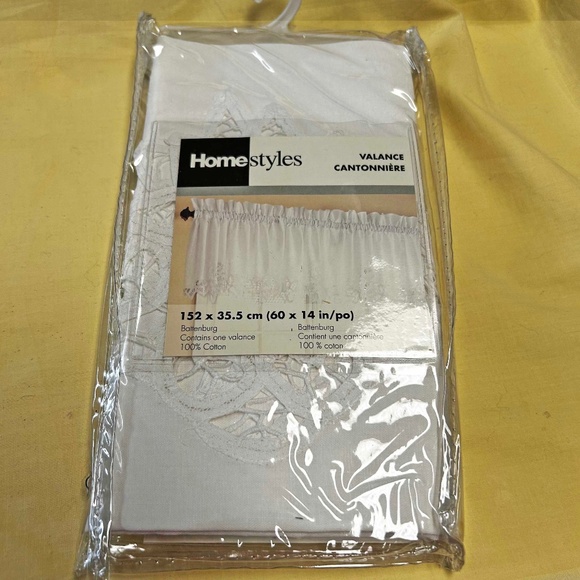 Homestyles
VALANCE
CANTONNIÈRE
152 x 35.5 cm (60 x 14 in/po)
Battenburg
Contains one valance
100% Cotton
Battenburg
Contient une cantonnière
100 % coton